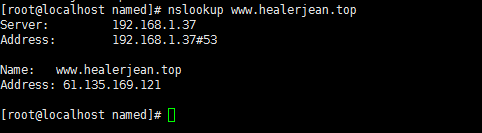 [root@localhost named]# nslookup www.healerjean.top
Server:         192.168.1.37
Address:        192.168.1.37#53
Name:   www.healerjean.top
Address: 61.135.169.121
[root@localhost named]#